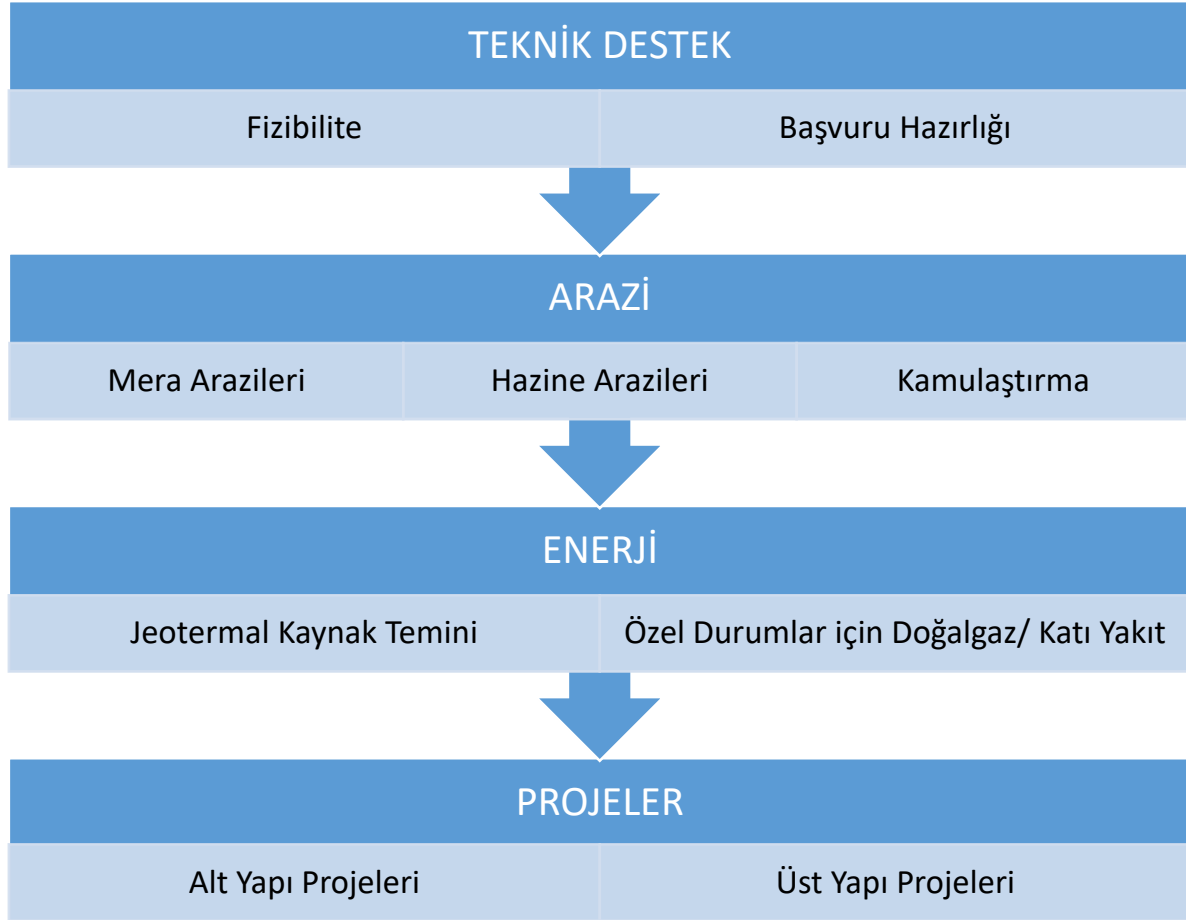 TEKNİK DESTEK
Fizibilite
Başvuru Hazırlığı
ARAZİ
Mera Arazileri
Hazine Arazileri
Kamulaştırma
ENERJİ
Jeotermal Kaynak Temini
Özel Durumlar için Doğalgaz/ Katı Yakıt
PROJELER
Alt Yapı Projeleri
Üst Yapı Projeleri